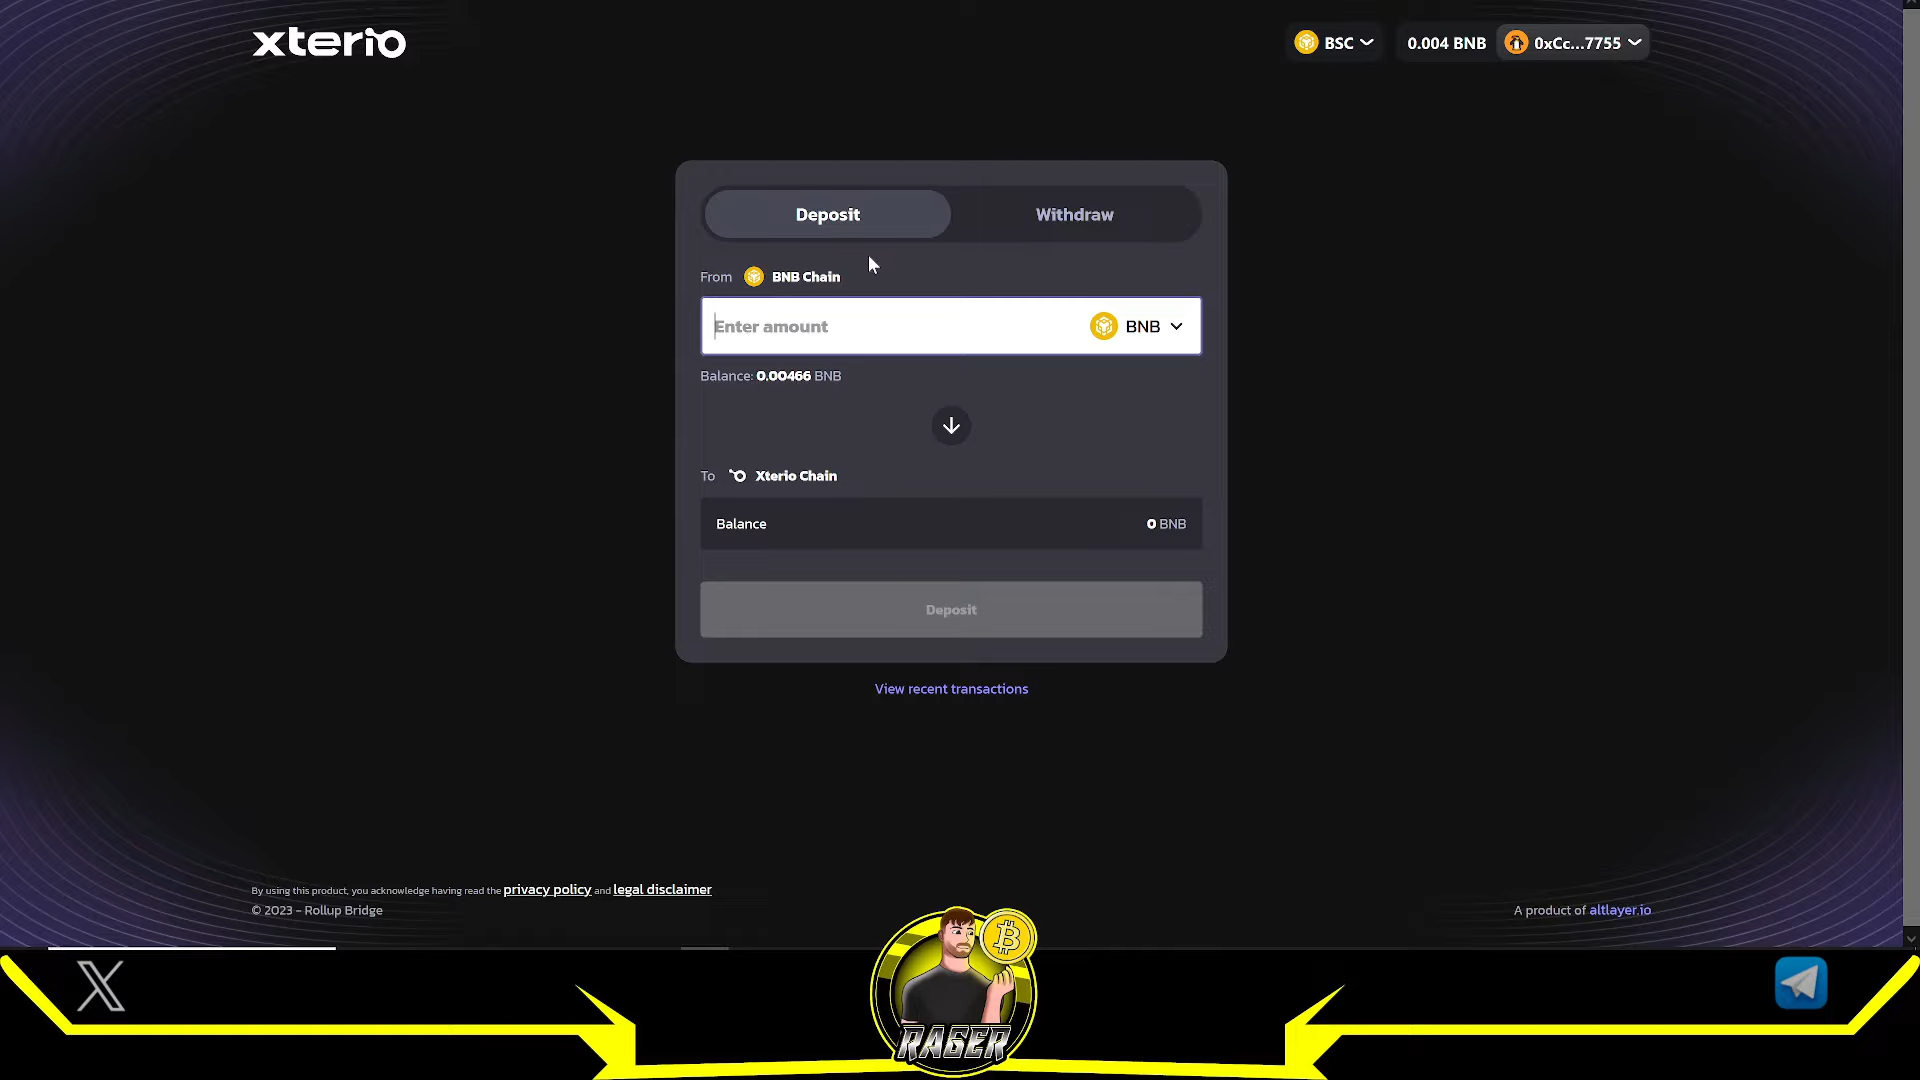 xterio
BSC
0.004 BNB
0xCc...7755
Deposit
Withdraw
From BNB Chain
Enter amount
BNB
Balance: 0.00466 BNB
To Xterio Chain
Balance
0 BNB
Deposit
View recent transactions
By using this product, you acknowledge having read the privacy policy and legal disclaimer
© 2023 - Rollup Bridge
A product of altlayer.io
RAGER